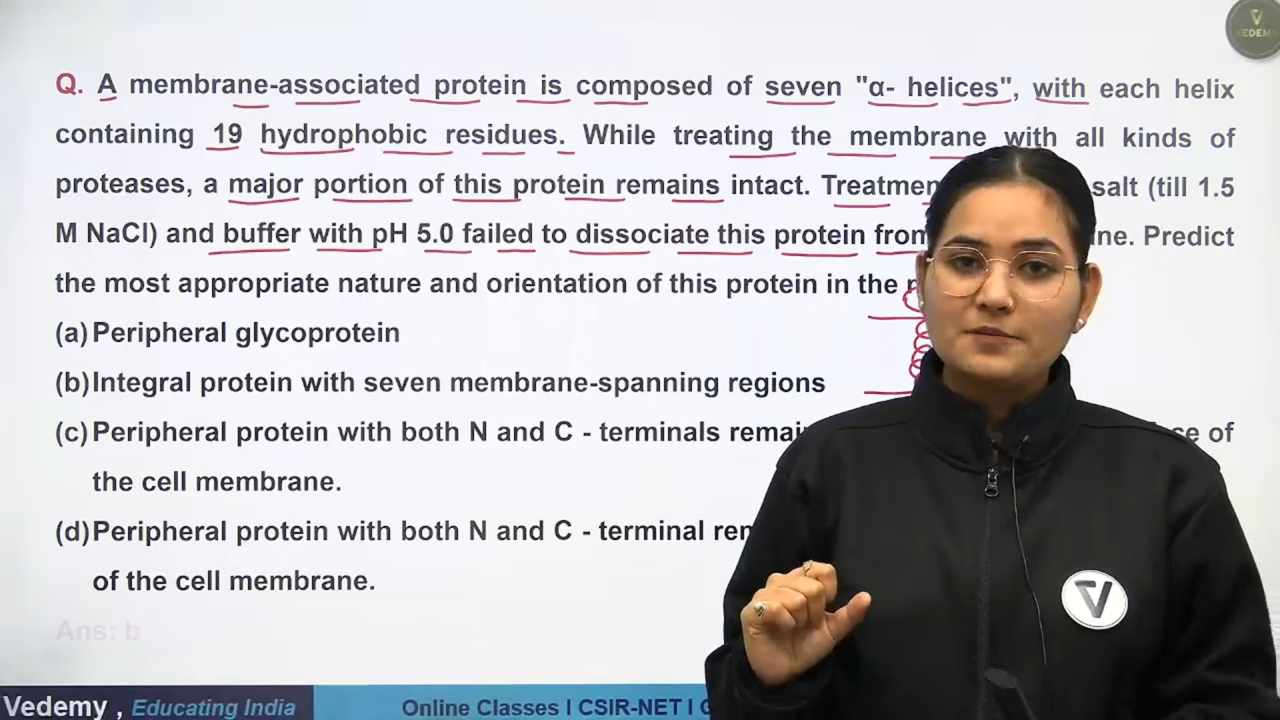 VEDEMY
Q. A membrane-associated protein is composed of seven "α- helices", with each helix
containing 19 hydrophobic residues. While treating the membrane with all kinds of
proteases, a major portion of this protein remains intact. salt (till 1.5
M NaCl) and buffer with pH 5.0 failed to dissociate this protein from Predict
the most appropriate nature and orientation of this protein in the
(a) Peripheral glycoprotein
(b) Integral protein with seven membrane-spanning regions
(c) Peripheral protein with both N and C - terminals of
the cell membrane.
(d) Peripheral protein with both N and C - terminal
of the cell membrane.
Ans: b
Vedemy , Educating India
Online Classes I CSIR-NET I